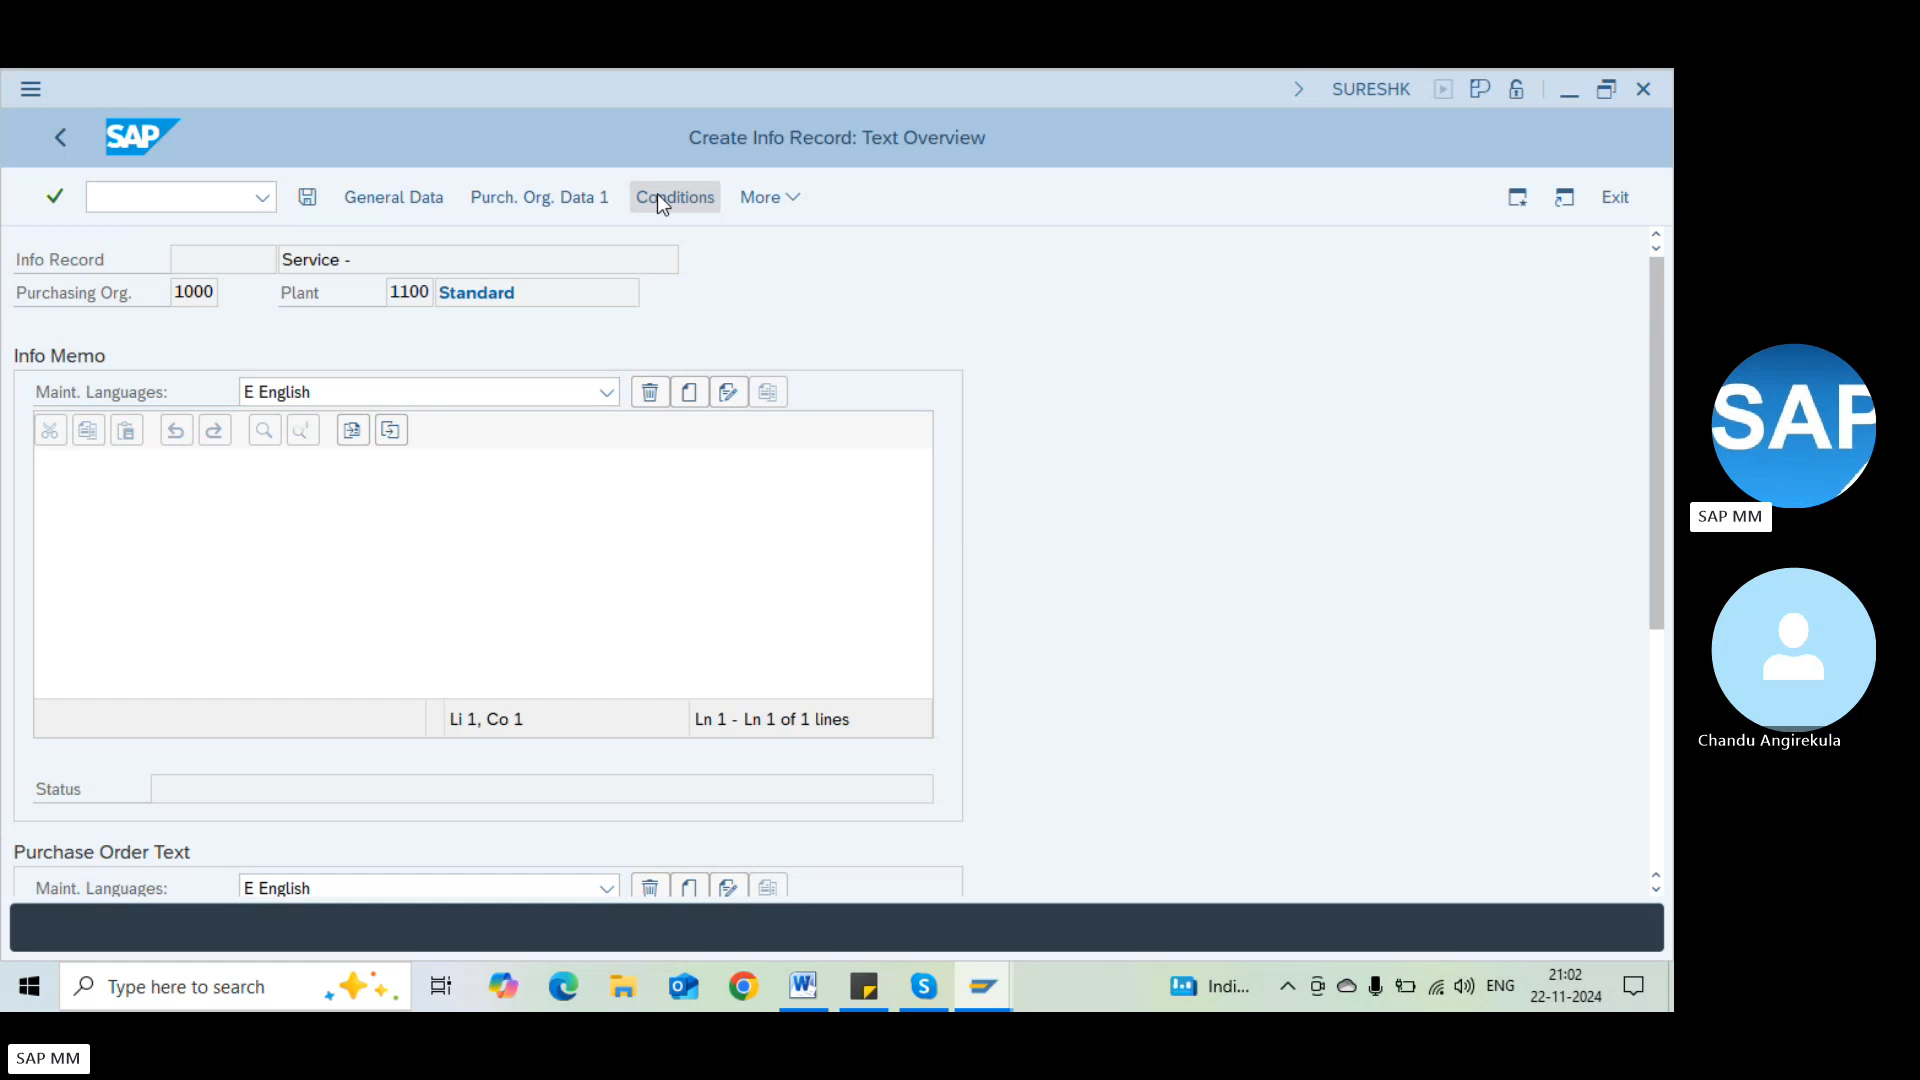 SURESHK
SAP
Create Info Record: Text Overview
General Data
Purch. Org. Data 1
Conditions
More
Exit
Info Record
Service -
Purchasing Org.
1000
Plant
1100
Standard
Info Memo
Maint. Languages:
E English
Li 1, Co 1
Ln 1 - Ln 1 of 1 lines
Status
Purchase Order Text
Maint. Languages:
E English
SAP
SAP MM
Chandu Angirekula
Type here to search
Indi...
ENG
21:02
22-11-2024
SAP MM